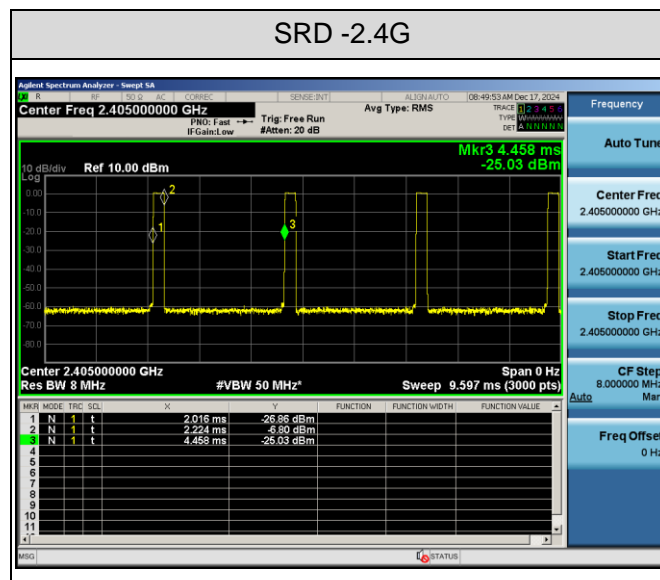 SRD -2.4G
Agilent Spectrum Analyzer - Swept SA
R RF 50 Ω AC CORREC SENSE:INT ALIGN AUTO 08:49:53 AM Dec 17, 2024
Center Freq 2.405000000 GHz
PNO: Fast
IFGain:Low
Trig: Free Run
#Atten: 20 dB
Avg Type: RMS
TRACE 1 2 3 4 5 6
TYPE W
DET A N N N N N
Mkr3 4.458 ms
-25.03 dBm
10 dB/div Ref 10.00 dBm
Log
0.00
-10.0
-20.0
-30.0
-40.0
-50.0
-60.0
-70.0
-80.0
1
2
3
Center 2.405000000 GHz Span 0 Hz
Res BW 8 MHz #VBW 50 MHz* Sweep 9.597 ms (3000 pts)
MKR MODE TRC SCL X Y FUNCTION FUNCTION WIDTH FUNCTION VALUE
1 N 1 t 2.016 ms -26.86 dBm
2 N 1 t 2.224 ms -6.80 dBm
3 N 1 t 4.458 ms -25.03 dBm
4
5
6
7
8
9
10
11
MSG STATUS
Frequency
Auto Tune
Center Freq
2.405000000 GHz
Start Freq
2.405000000 GHz
Stop Freq
2.405000000 GHz
CF Step
8.000000 MHz
Auto Man
Freq Offset
0 Hz